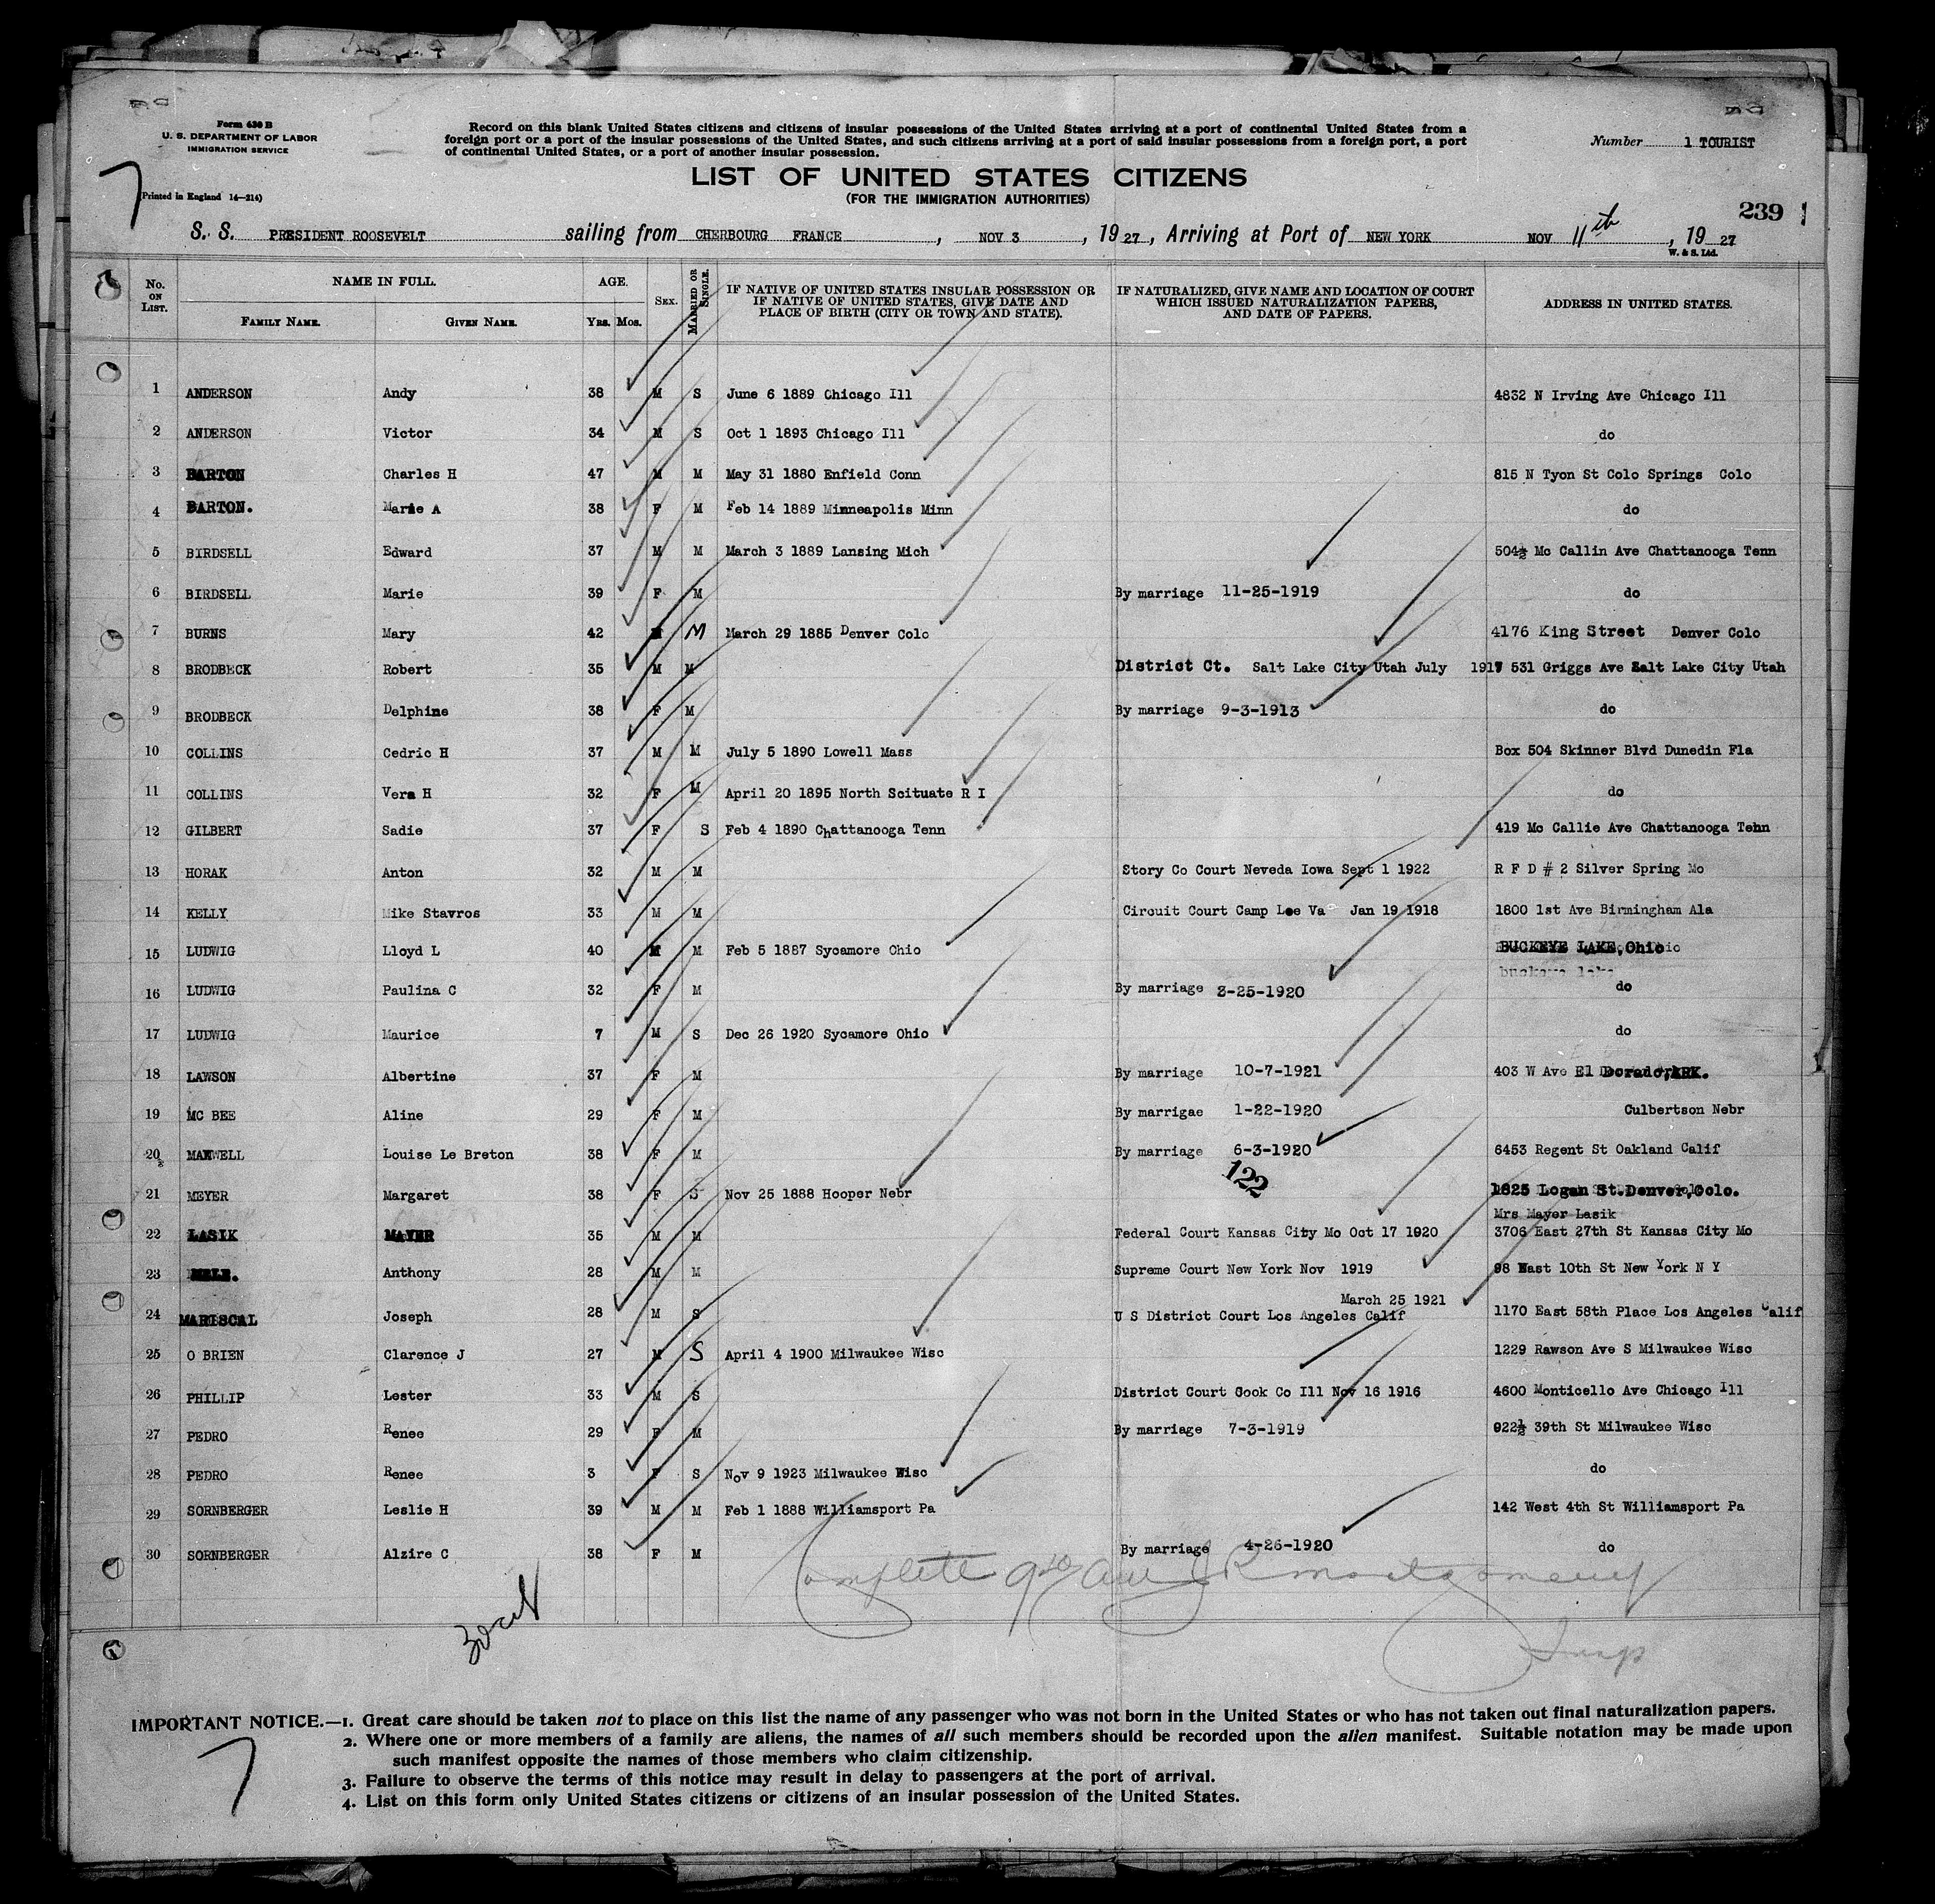 Form 630 B
U. S. DEPARTMENT OF LABOR
IMMIGRATION SERVICE
(Printed in England 14—214)
Record on this blank United States citizens and citizens of insular possessions of the United States arriving at a port of continental United States from a
foreign port or a port of the insular possessions of the United States, and such citizens arriving at a port of said insular possessions from a foreign port, a port
of continental United States, or a port of another insular possession.
Number 1 TOURIST
7
LIST OF UNITED STATES CITIZENS
(FOR THE IMMIGRATION AUTHORITIES)
239
S. S. PRESIDENT ROOSEVELT sailing from CHERBOURG FRANCE, NOV 3, 1927, Arriving at Port of NEW YORK NOV 11th, 1927
W. & S. Ltd.
No. ON LIST. NAME IN FULL. AGE. SEX. MARRIED OR SINGLE. IF NATIVE OF UNITED STATES INSULAR POSSESSION OR IF NATIVE OF UNITED STATES, GIVE DATE AND PLACE OF BIRTH (CITY OR TOWN AND STATE). IF NATURALIZED, GIVE NAME AND LOCATION OF COURT WHICH ISSUED NATURALIZATION PAPERS, AND DATE OF PAPERS. ADDRESS IN UNITED STATES.
FAMILY NAME. GIVEN NAME. YRS. MOS.
1 ANDERSON Andy 38 M S June 6 1889 Chicago Ill 4832 N Irving Ave Chicago Ill
2 ANDERSON Victor 34 M S Oct 1 1893 Chicago Ill do
3 BARTON Charles H 47 M M May 31 1880 Enfield Conn 815 N Tyon St Colo Springs Colo
4 BARTON. Marie A 38 F M Feb 14 1889 Minneapolis Minn do
5 BIRDSELL Edward 37 M M March 3 1889 Lansing Mich 504½ Mc Callin Ave Chattanooga Tenn
6 BIRDSELL Marie 39 F M By marriage 11-25-1919 do
7 BURNS Mary 42 M March 29 1885 Denver Colo 4176 King Street Denver Colo
8 BRODBECK Robert 35 M M District Ct. Salt Lake City Utah July 1917 531 Griggs Ave Salt Lake City Utah
9 BRODBECK Delphine 38 F M By marriage 9-3-1913 do
10 COLLINS Cedric H 37 M M July 5 1890 Lowell Mass Box 504 Skinner Blvd Dunedin Fla
11 COLLINS Vera H 32 F M April 20 1895 North Scituate R I do
12 GILBERT Sadie 37 F S Feb 4 1890 Chattanooga Tenn 419 Mc Callie Ave Chattanooga Tehn
13 HORAK Anton 32 M M Story Co Court Neveda Iowa Sept 1 1922 R F D # 2 Silver Spring Mo
14 KELLY Mike Stavros 33 M M Circuit Court Camp Lee Va Jan 19 1918 1800 1st Ave Birmingham Ala
15 LUDWIG Lloyd L 40 M M Feb 5 1887 Sycamore Ohio BUCKEYE LAKE, Ohio
buckeye lake
16 LUDWIG Paulina C 32 F M By marriage 3-25-1920 do
17 LUDWIG Maurice 7 M S Dec 26 1920 Sycamore Ohio do
18 LAWSON Albertine 37 F M By marriage 10-7-1921 403 W Ave El Dorado, ARK.
19 MC BEE Aline 29 F M By marrigae 1-22-1920 Culbertson Nebr
20 MAXWELL Louise Le Breton 38 F M By marriage 6-3-1920 6453 Regent St Oakland Calif
122
21 MEYER Margaret 38 F S Nov 25 1888 Hooper Nebr 1825 Logan St. Denver, Colo.
Mrs Mayer Lasik
22 LASIK MAYER 35 M M Federal Court Kansas City Mo Oct 17 1920 3706 East 27th St Kansas City Mo
23 MELE. Anthony 28 M M Supreme Court New York Nov 1919 98 East 10th St New York N Y
March 25 1921
24 MARISCAL Joseph 28 M S U S District Court Los Angeles Calif 1170 East 58th Place Los Angeles Calif
25 O BRIEN Clarence J 27 M S April 4 1900 Milwaukee Wisc 1229 Rawson Ave S Milwaukee Wisc
26 PHILLIP Lester 33 M S District Court Cook Co Ill Nov 16 1916 4600 Monticello Ave Chicago Ill
27 PEDRO Renee 29 F M By marriage 7-3-1919 922½ 39th St Milwaukee Wisc
28 PEDRO Renee 3 F S Nov 9 1923 Milwaukee Wisc do
29 SORNBERGER Leslie H 39 M M Feb 1 1888 Williamsport Pa 142 West 4th St Williamsport Pa
30 SORNBERGER Alzire C 38 F M By marriage 4-26-1920 do
Complete R Montgomery
Insp
IMPORTANT NOTICE.—1. Great care should be taken not to place on this list the name of any passenger who was not born in the United States or who has not taken out final naturalization papers.
2. Where one or more members of a family are aliens, the names of all such members should be recorded upon the alien manifest. Suitable notation may be made upon
such manifest opposite the names of those members who claim citizenship.
3. Failure to observe the terms of this notice may result in delay to passengers at the port of arrival.
4. List on this form only United States citizens or citizens of an insular possession of the United States.
7